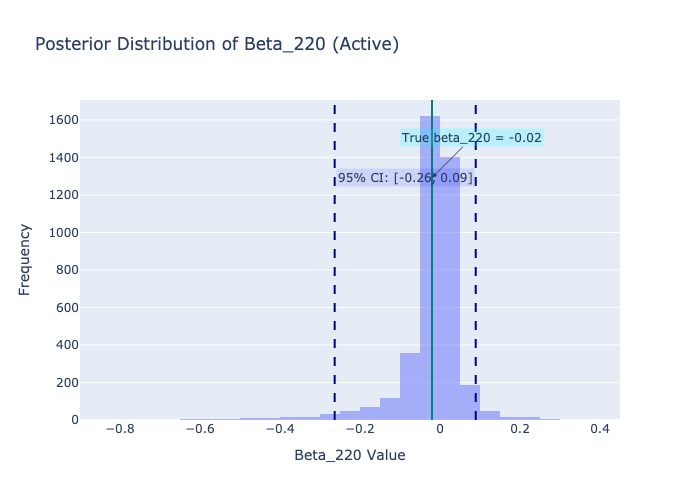 Posterior Distribution of Beta_220 (Active)
1600
True beta_220 = -0.02
1400
95% CI: [-0.26, 0.09]
1200
1000
800
600
400
200
0
Frequency
−0.8 −0.6 −0.4 −0.2 0 0.2 0.4
Beta_220 Value